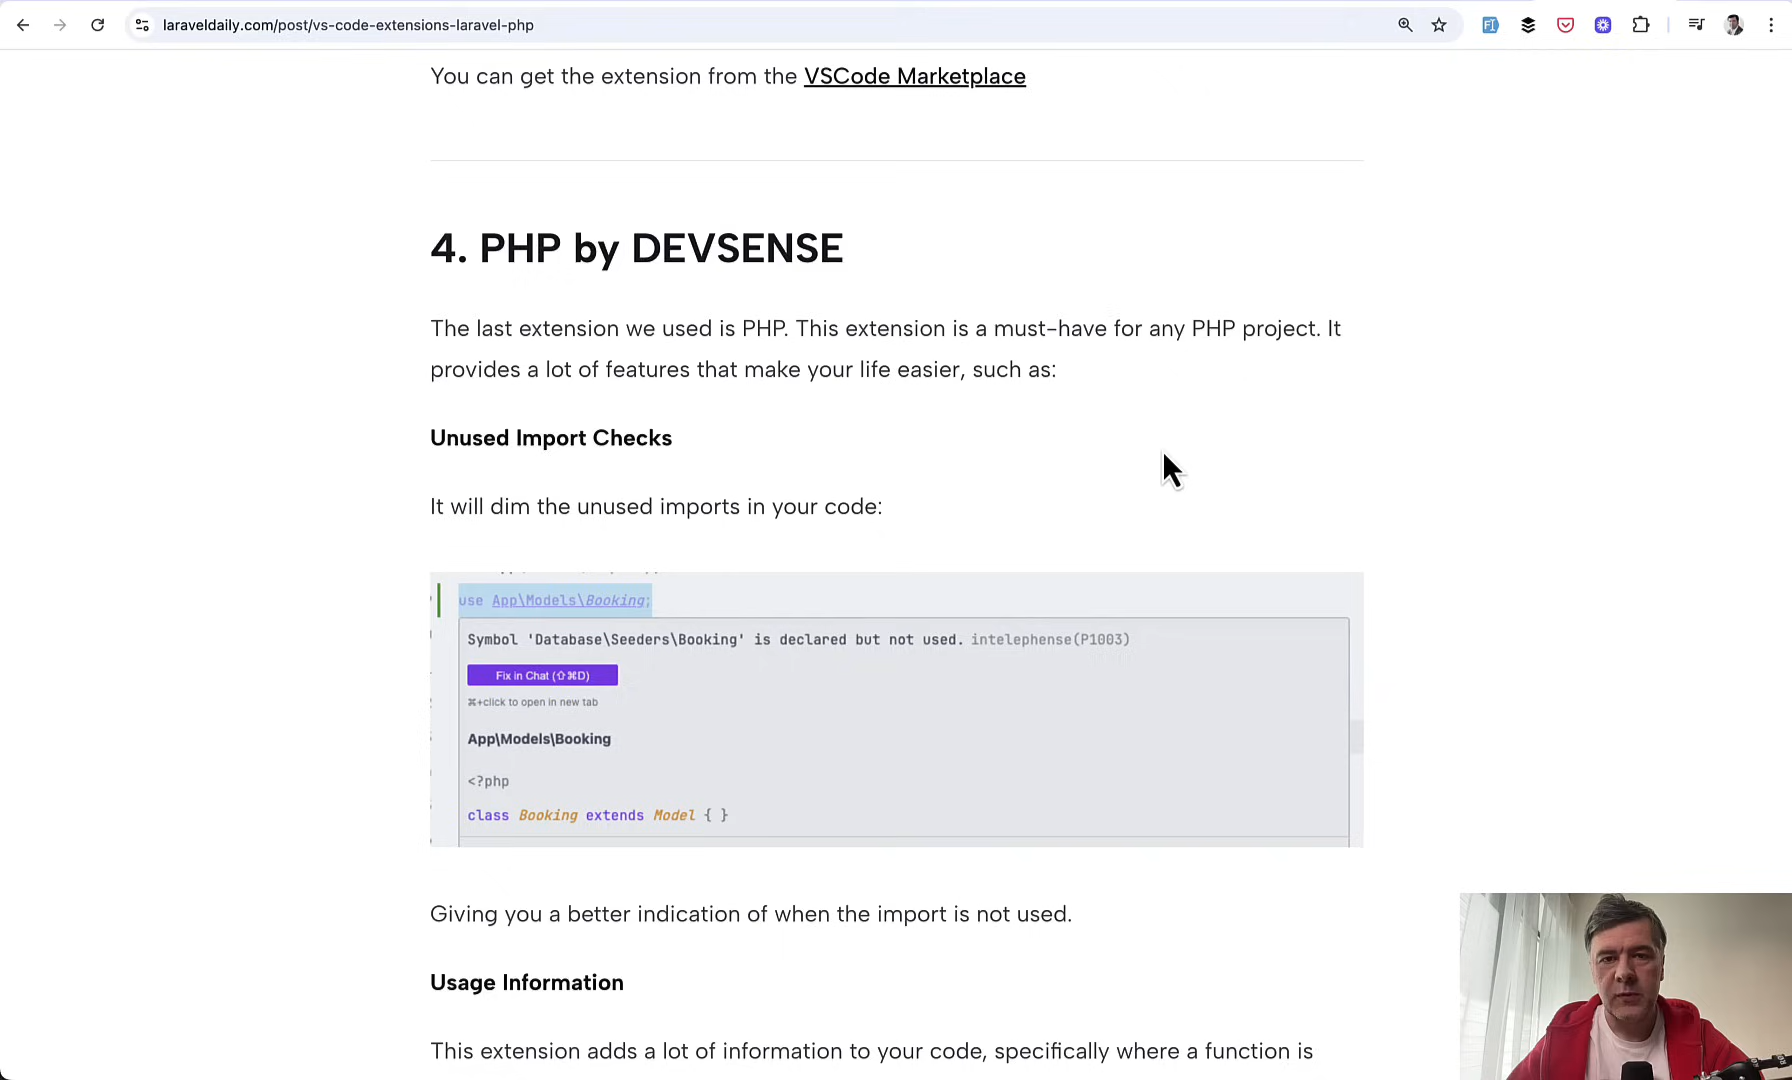 laraveldaily.com/post/vs-code-extensions-laravel-php
You can get the extension from the VSCode Marketplace
4. PHP by DEVSENSE
The last extension we used is PHP. This extension is a must-have for any PHP project. It
provides a lot of features that make your life easier, such as:
Unused Import Checks
It will dim the unused imports in your code:
use App\Models\Booking;
Symbol 'Database\Seeders\Booking' is declared but not used. intelephense(P1003)
Fix in Chat (⇧⌘D)
⌘+click to open in new tab
App\Models\Booking
<?php
class Booking extends Model { }
Giving you a better indication of when the import is not used.
Usage Information
This extension adds a lot of information to your code, specifically where a function is